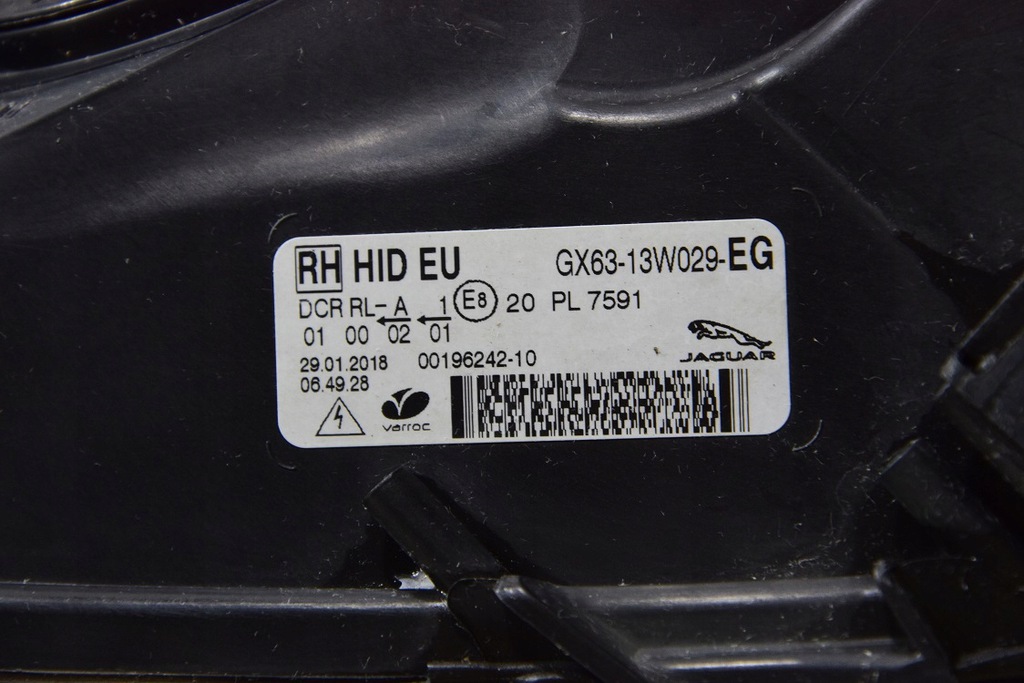 RH HID EU GX63-13W029-EG
DCR RL- A 1 E8 20 PL 7591
01 00 02 01
29.01.2018 00196242-10
06.49.28
JAGUAR
varroc